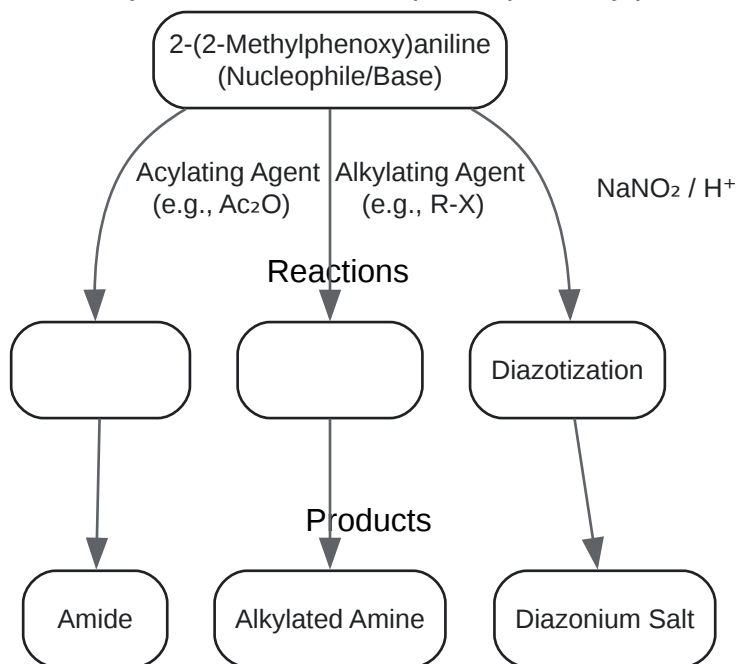 2-(2-Methylphenoxy)aniline
(Nucleophile/Base)
Acylating Agent
(e.g., Ac₂O)
Alkylating Agent
(e.g., R-X)
NaNO₂ / H⁺
Reactions
Diazotization
Products
Amide
Alkylated Amine
Diazonium Salt